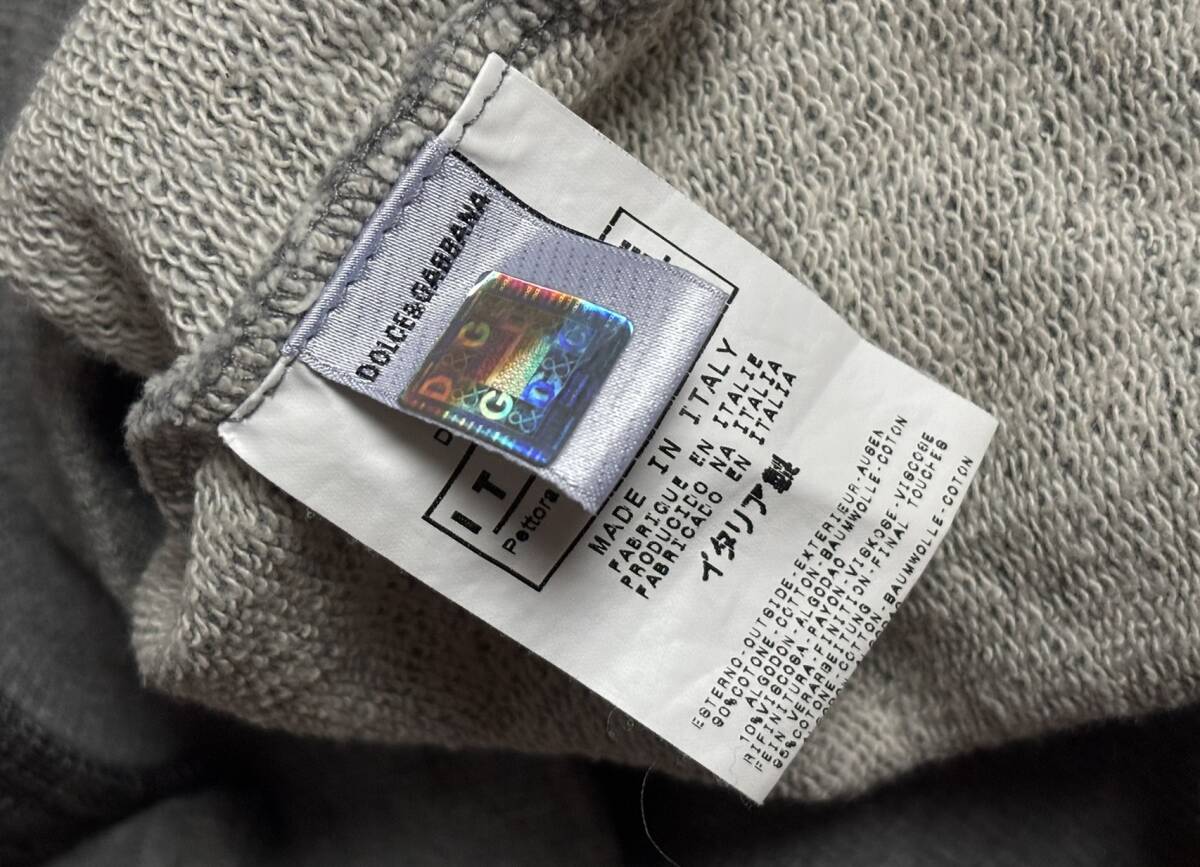 DOLCE&GABBANA
D G
G D G
IT
Pettora
MADE IN ITALY
FABRIQUE EN ITALIE
PRODUCIDO NA ITALIA
FABRICADO EN ITALIA
イタリア製
ESTERNO-OUTSIDE-EXTERIEUR-AUßEN
90%COTONE-COTTON-BAUMWOLLE-COTON
ALGODON-ALGODAO
10%VISCOSA-RAYON-VISKOSE-VISCOSE
RIFINITURA-FINITION-FINAL TOUCHES
FEIN VERARBEITUNG
95%COTONE-COTTON-BAUMWOLLE-COTON